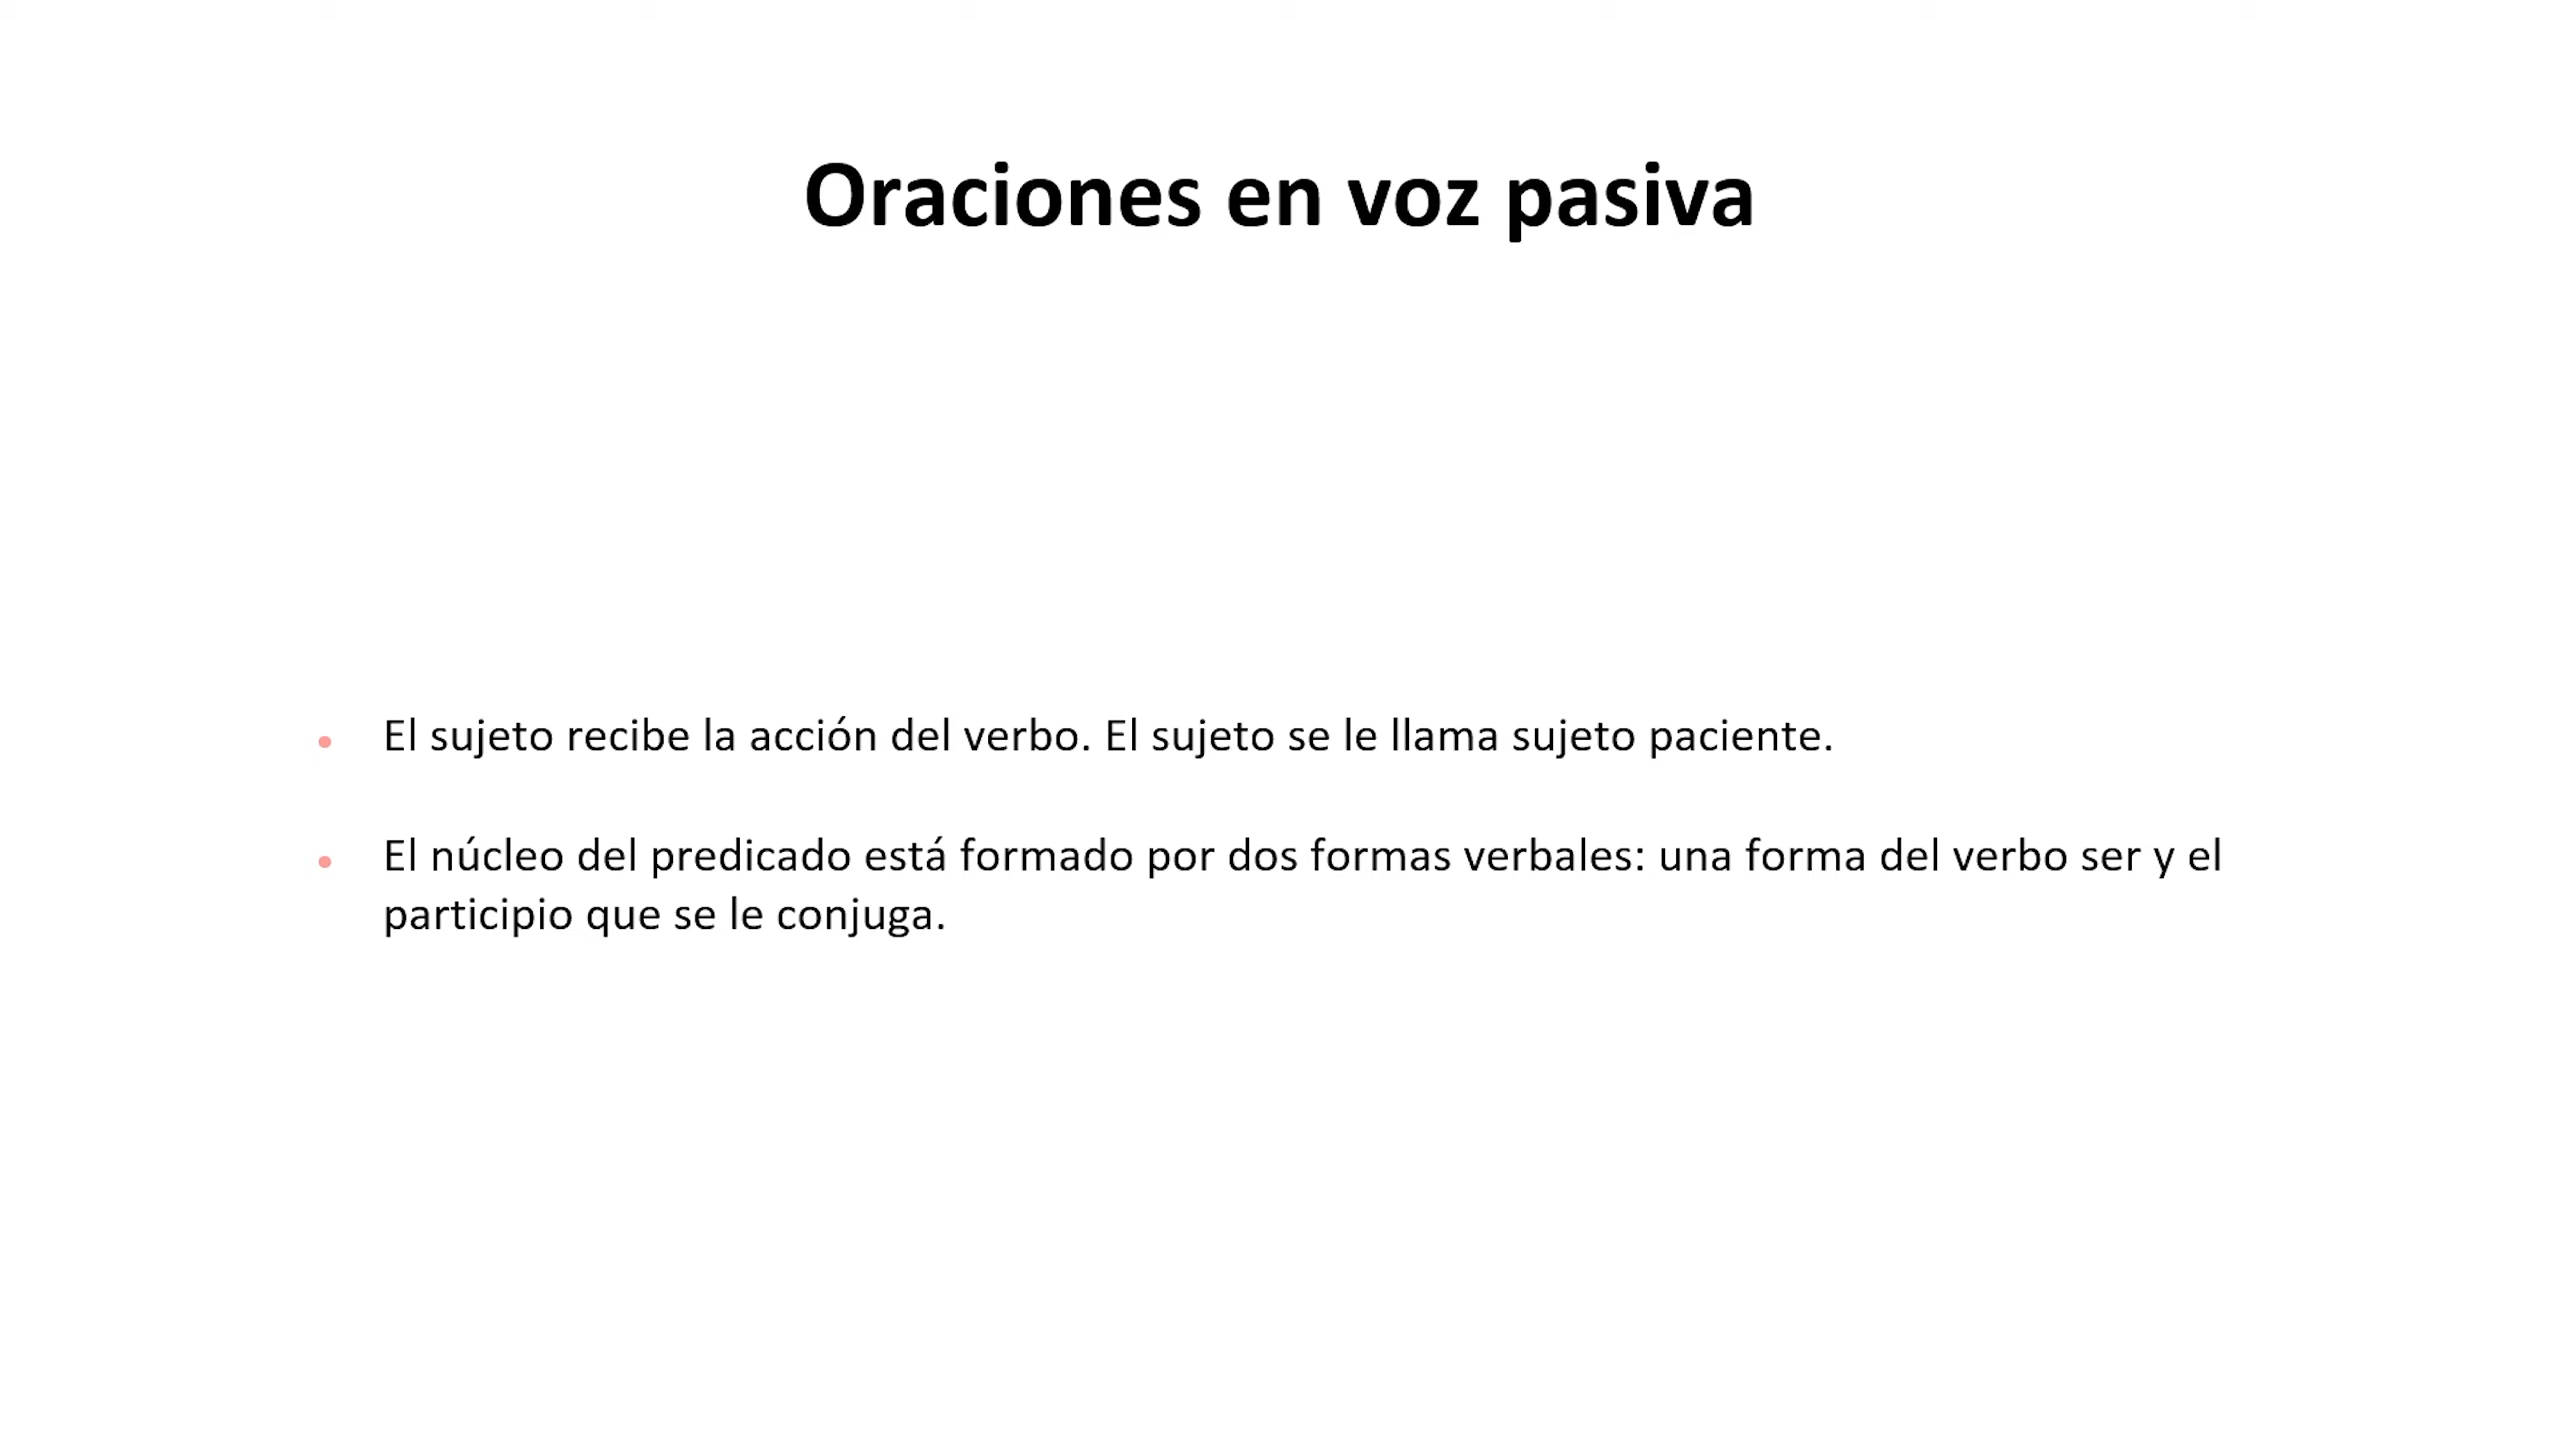 Oraciones en voz pasiva
El sujeto recibe la acción del verbo. El sujeto se le llama sujeto paciente.
El núcleo del predicado está formado por dos formas verbales: una forma del verbo ser y el
participio que se le conjuga.